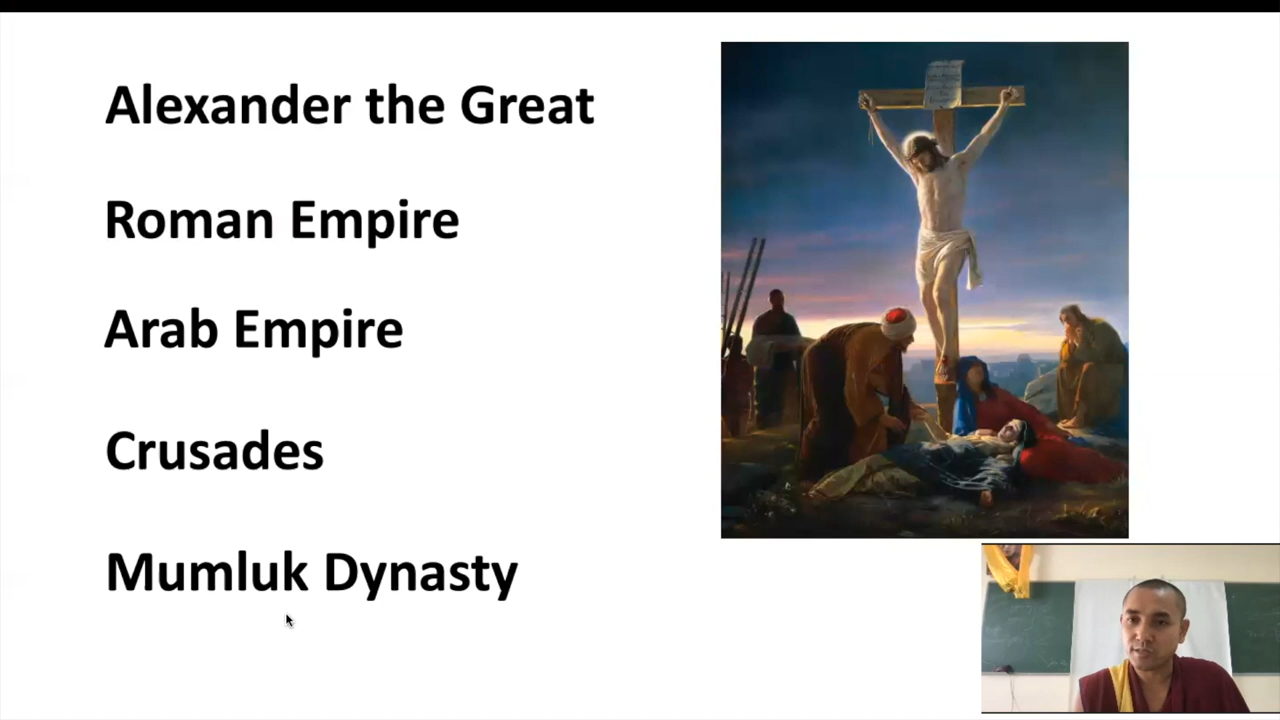 Alexander the Great
Roman Empire
Arab Empire
Crusades
Mumluk Dynasty